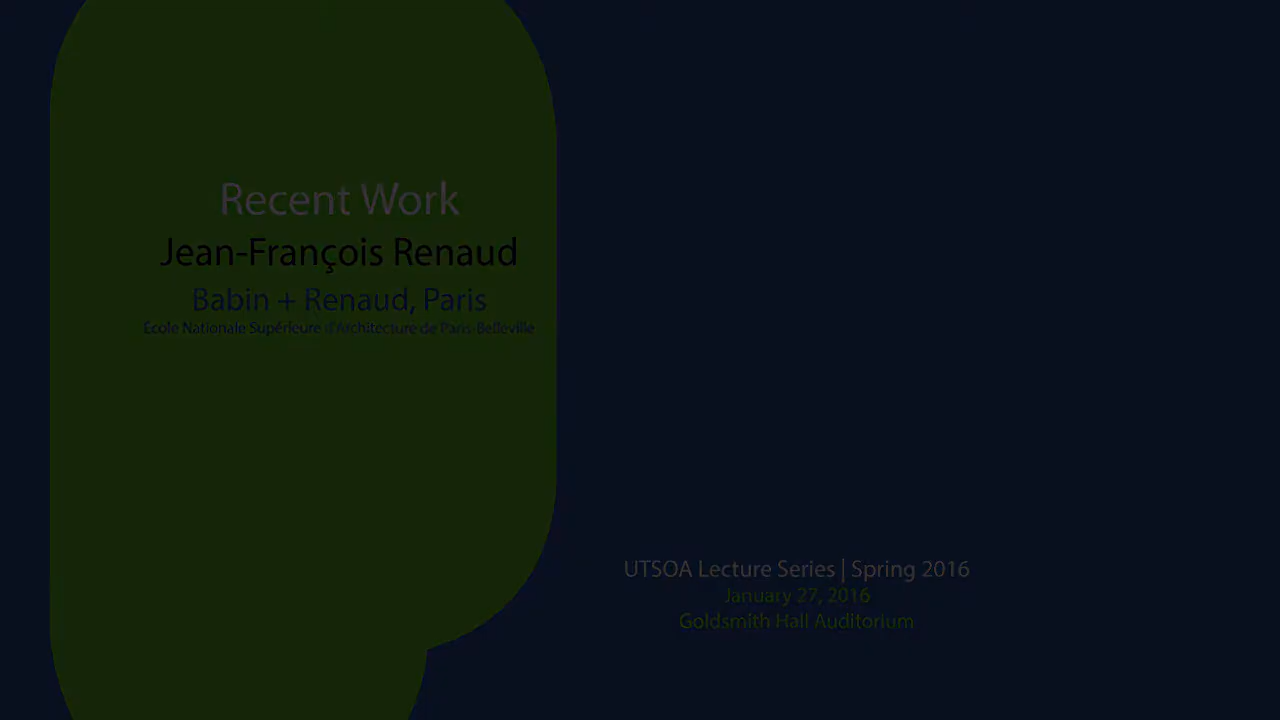 Recent Work
Jean-François Renaud
Babin + Renaud, Paris
Ecole Nationale Supérieure d'Architecture de Paris-Belleville
UTSOA Lecture Series | Spring 2016
January 27, 2016
Goldsmith Hall Auditorium